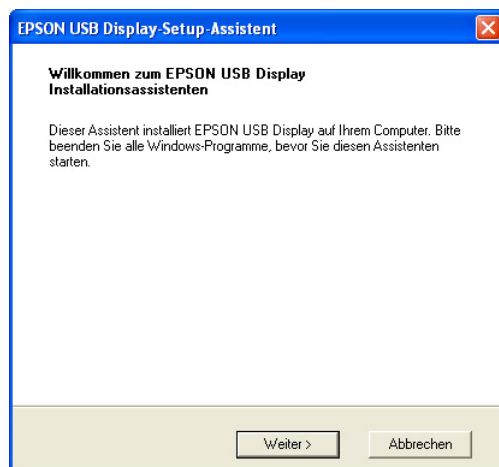 EPSON USB Display-Setup-Assistent
Willkommen zum EPSON USB Display
Installationsassistenten
Dieser Assistent installiert EPSON USB Display auf Ihrem Computer. Bitte
beenden Sie alle Windows-Programme, bevor Sie diesen Assistenten
starten.
Weiter >
Abbrechen